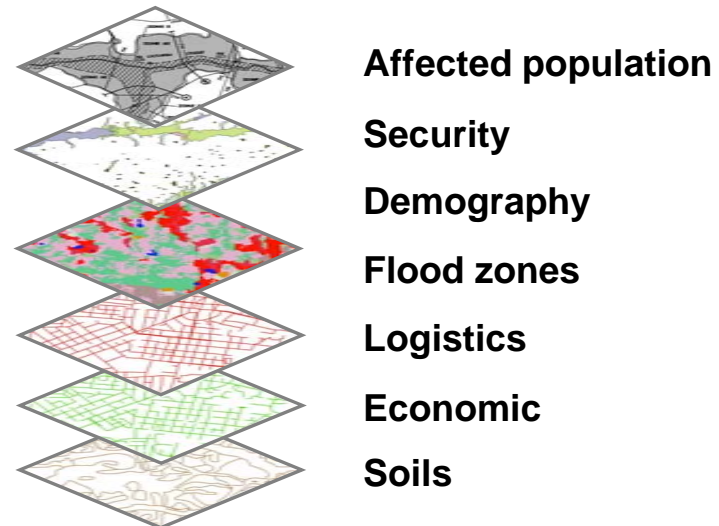 Affected population
Security
Demography
Flood zones
Logistics
Economic
Soils